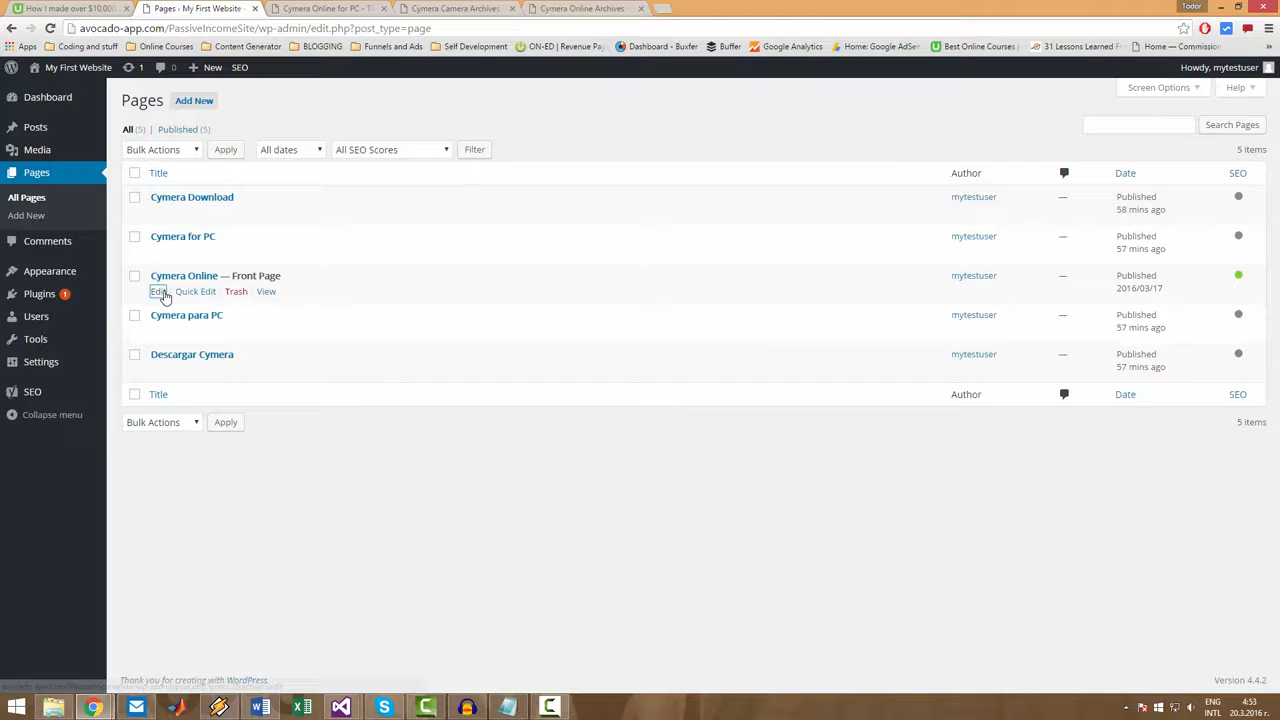 How I made over $10.000
Pages ‹ My First Website
Cymera Online for PC - Th
Cymera Camera Archives
Cymera Online Archives
Todor
avocado-app.com/PassiveIncomeSite/wp-admin/edit.php?post_type=page
Apps
Coding and stuff
Online Courses
Content Generator
BLOGGING
Funnels and Ads
Self Development
ON-ED | Revenue Pay
Dashboard - Buxfer
Buffer
Google Analytics
Home: Google AdSen
Best Online Courses |
31 Lessons Learned F
Home — Commission
My First Website
1
0
New
SEO
Howdy, mytestuser
Dashboard
Posts
Media
Pages
All Pages
Add New
Comments
Appearance
Plugins 1
Users
Tools
Settings
SEO
Collapse menu
Screen Options
Help
Pages Add New
All (5) | Published (5)
Search Pages
Bulk Actions
Apply
All dates
All SEO Scores
Filter
5 items
Title
Author
Date
SEO
Cymera Download
mytestuser
—
Published
58 mins ago
Cymera for PC
mytestuser
—
Published
57 mins ago
Cymera Online — Front Page
Edit | Quick Edit | Trash | View
mytestuser
—
Published
2016/03/17
Cymera para PC
mytestuser
—
Published
57 mins ago
Descargar Cymera
mytestuser
—
Published
57 mins ago
Title
Author
Date
SEO
Bulk Actions
Apply
5 items
Thank you for creating with WordPress.
Version 4.4.2
ENG
INTL
4:53
20.3.2016 г.